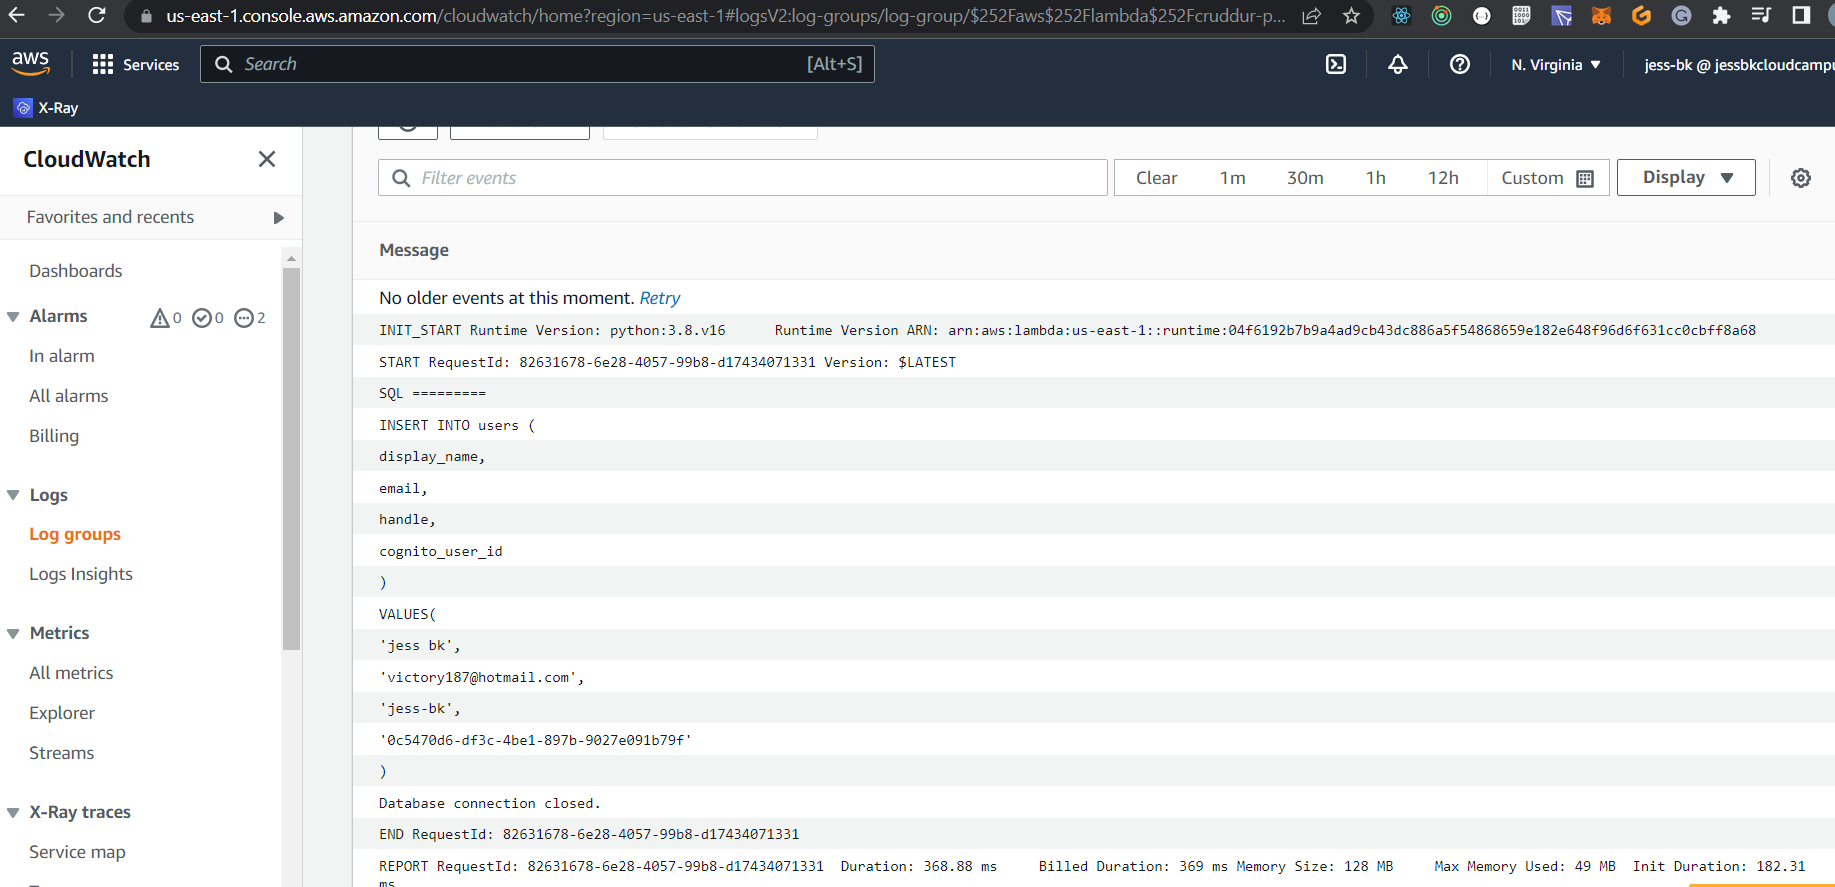 us-east-1.console.aws.amazon.com/cloudwatch/home?region=us-east-1#logsV2:log-groups/log-group/$252Faws$252Flambda$252Fcruddur-p...
aws
Services
Search
[Alt+S]
N. Virginia ▼
jess-bk @ jessbkcloudcamp
X-Ray
CloudWatch
Favorites and recents
Dashboards
Alarms 0 0 2
In alarm
All alarms
Billing
Logs
Log groups
Logs Insights
Metrics
All metrics
Explorer
Streams
X-Ray traces
Service map
Filter events
Clear 1m 30m 1h 12h Custom
Display ▼
Message
No older events at this moment. Retry
INIT_START Runtime Version: python:3.8.v16 Runtime Version ARN: arn:aws:lambda:us-east-1::runtime:04f6192b7b9a4ad9cb43dc886a5f54868659e182e648f96d6f631cc0cbff8a68
START RequestId: 82631678-6e28-4057-99b8-d17434071331 Version: $LATEST
SQL =========
INSERT INTO users (
display_name,
email,
handle,
cognito_user_id
)
VALUES(
'jess bk',
'victory187@hotmail.com',
'jess-bk',
'0c5470d6-df3c-4be1-897b-9027e091b79f'
)
Database connection closed.
END RequestId: 82631678-6e28-4057-99b8-d17434071331
REPORT RequestId: 82631678-6e28-4057-99b8-d17434071331 Duration: 368.88 ms Billed Duration: 369 ms Memory Size: 128 MB Max Memory Used: 49 MB Init Duration: 182.31
ms